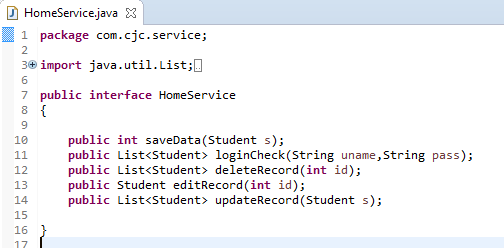 HomeService.java
1 package com.cjc.service;
2
3 import java.util.List;
6
7 public interface HomeService
8 {
9
10 public int saveData(Student s);
11 public List<Student> loginCheck(String uname,String pass);
12 public List<Student> deleteRecord(int id);
13 public Student editRecord(int id);
14 public List<Student> updateRecord(Student s);
15
16 }
17